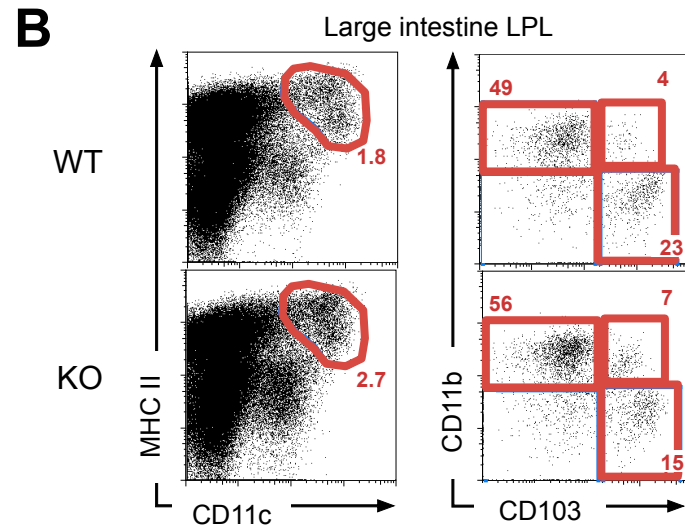 B
Large intestine LPL
WT
1.8
49
4
23
KO
2.7
56
7
15
MHC II
CD11c
CD11b
CD103